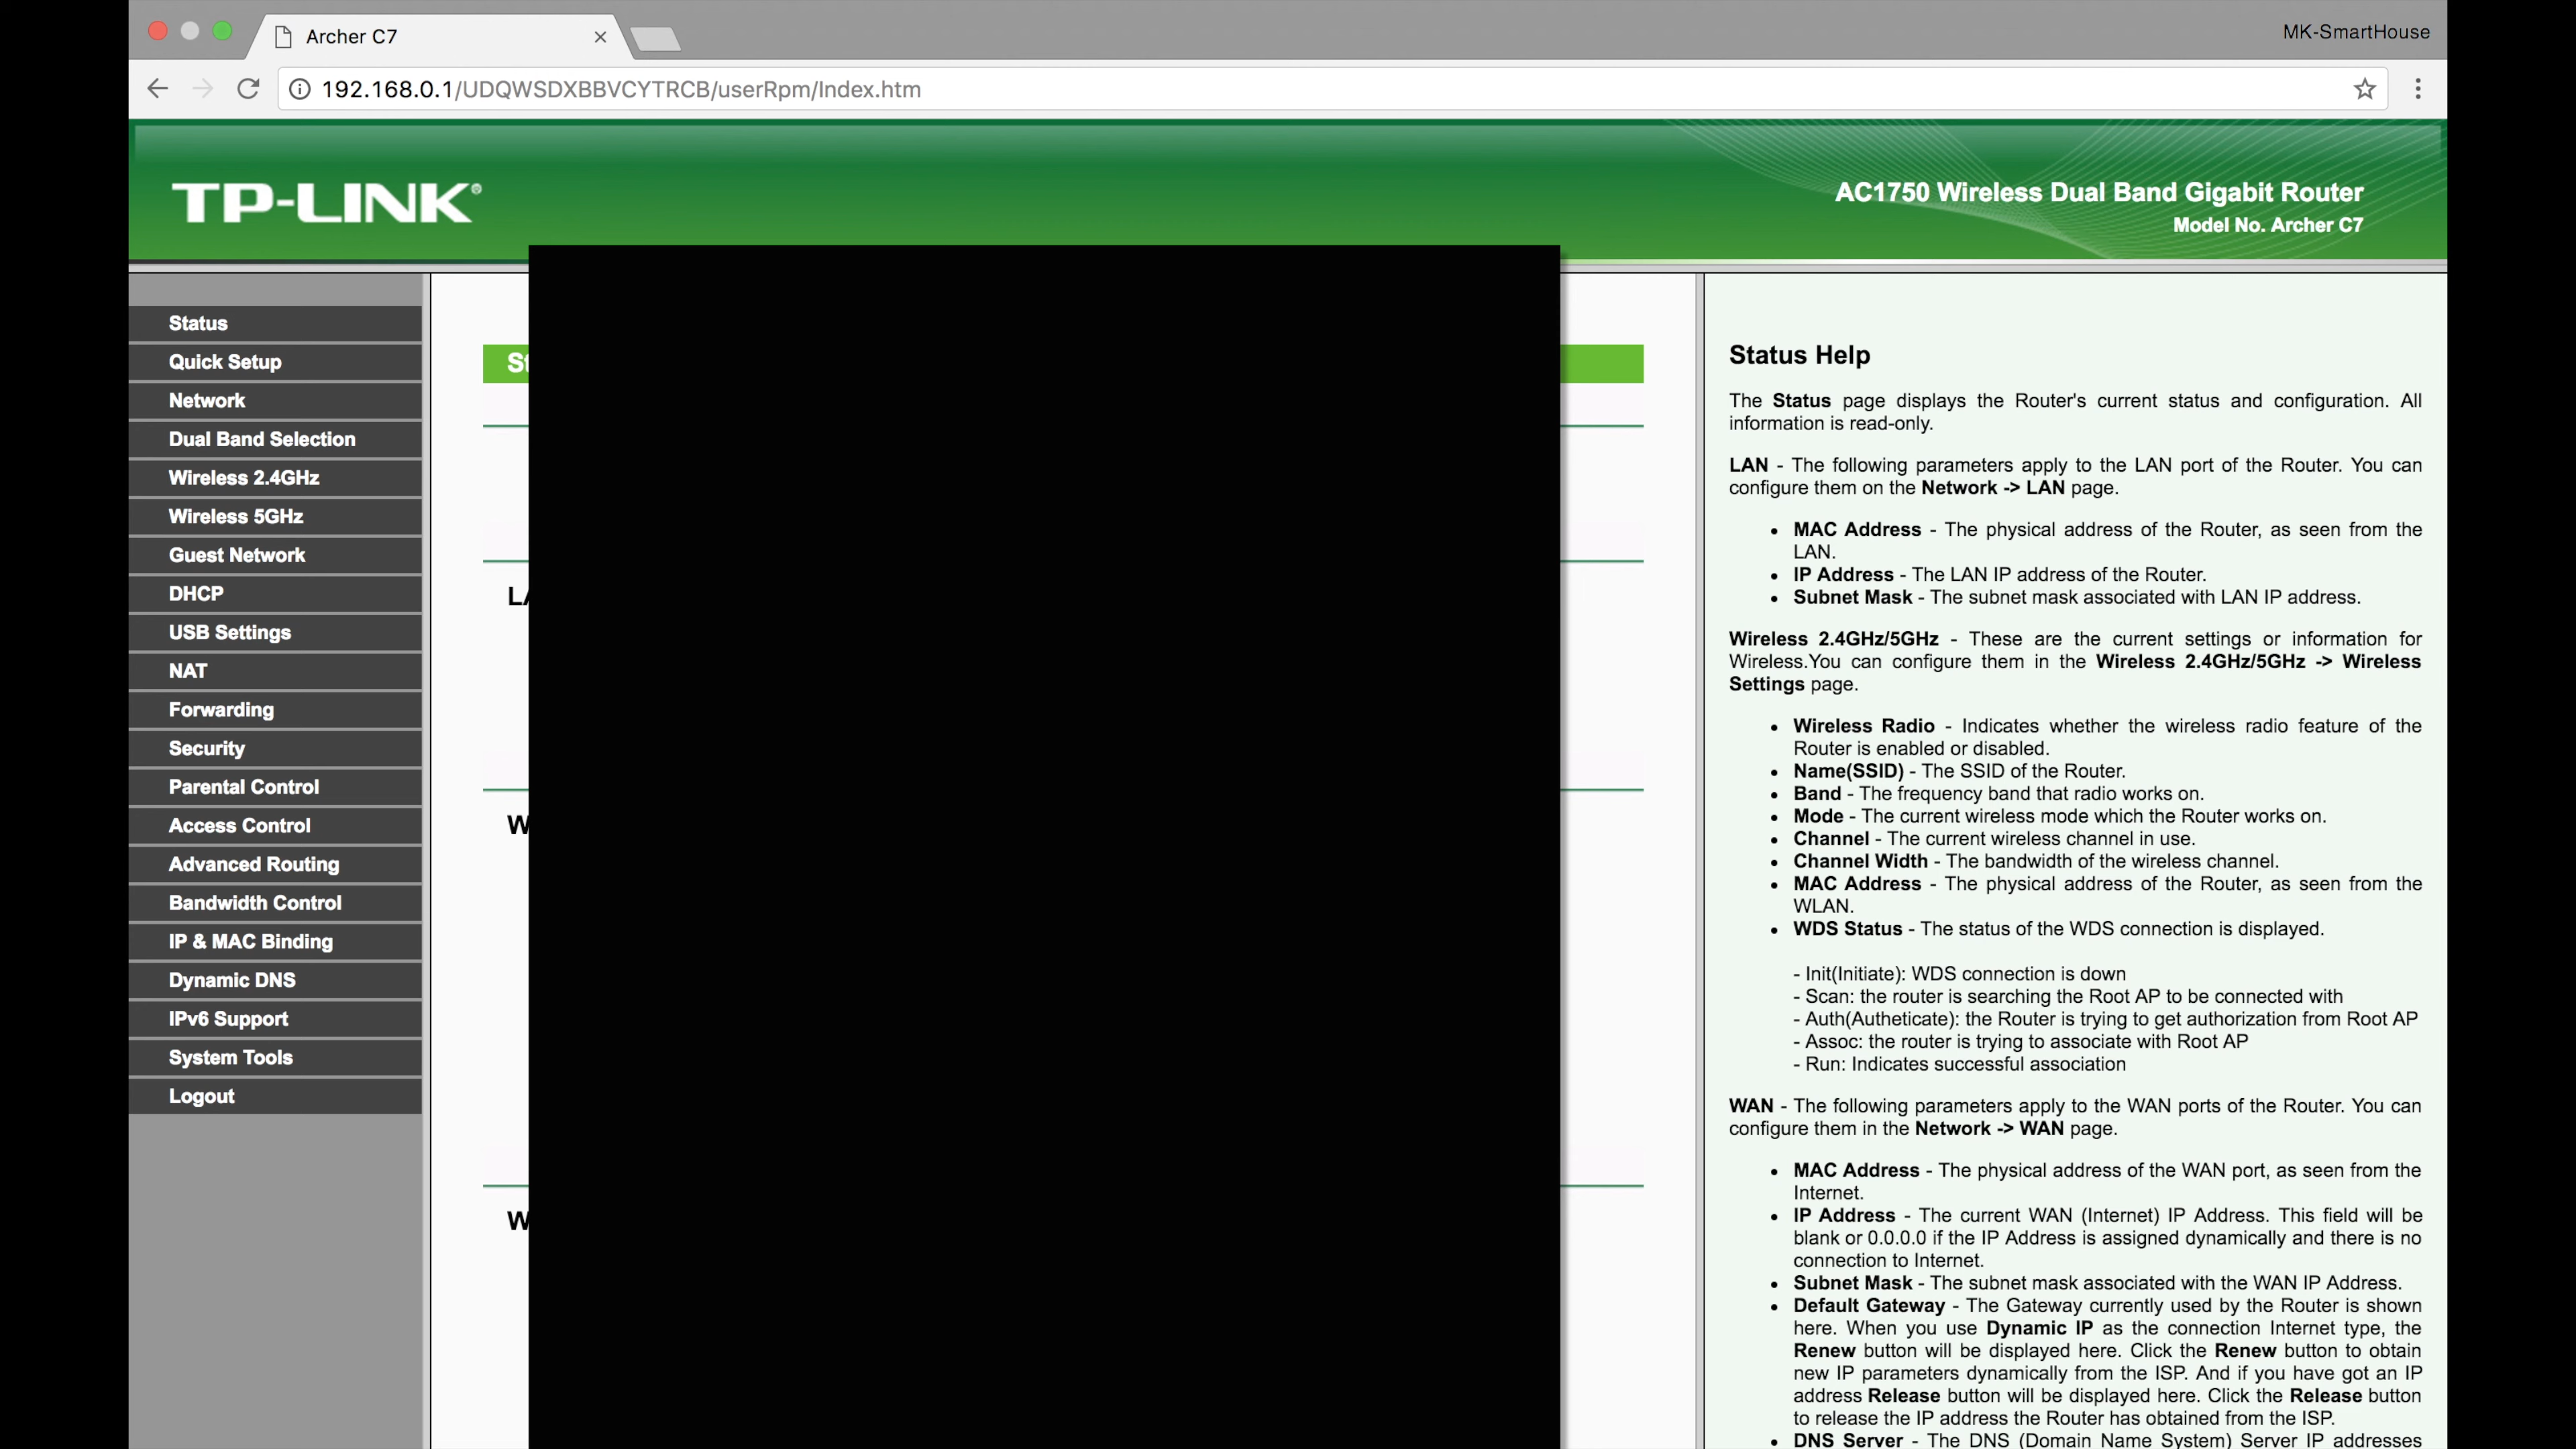 Archer C7
MK-SmartHouse
192.168.0.1/UDQWSDXBBVCYTRCB/userRpm/Index.htm
TP-LINK®
AC1750 Wireless Dual Band Gigabit Router
Model No. Archer C7
Status
Quick Setup
Network
Dual Band Selection
Wireless 2.4GHz
Wireless 5GHz
Guest Network
DHCP
USB Settings
NAT
Forwarding
Security
Parental Control
Access Control
Advanced Routing
Bandwidth Control
IP & MAC Binding
Dynamic DNS
IPv6 Support
System Tools
Logout
Status Help
The Status page displays the Router's current status and configuration. All
information is read-only.
LAN - The following parameters apply to the LAN port of the Router. You can
configure them on the Network -> LAN page.
• MAC Address - The physical address of the Router, as seen from the
LAN.
• IP Address - The LAN IP address of the Router.
• Subnet Mask - The subnet mask associated with LAN IP address.
Wireless 2.4GHz/5GHz - These are the current settings or information for
Wireless.You can configure them in the Wireless 2.4GHz/5GHz -> Wireless
Settings page.
• Wireless Radio - Indicates whether the wireless radio feature of the
Router is enabled or disabled.
• Name(SSID) - The SSID of the Router.
• Band - The frequency band that radio works on.
• Mode - The current wireless mode which the Router works on.
• Channel - The current wireless channel in use.
• Channel Width - The bandwidth of the wireless channel.
• MAC Address - The physical address of the Router, as seen from the
WLAN.
• WDS Status - The status of the WDS connection is displayed.
- Init(Initiate): WDS connection is down
- Scan: the router is searching the Root AP to be connected with
- Auth(Autheticate): the Router is trying to get authorization from Root AP
- Assoc: the router is trying to associate with Root AP
- Run: Indicates successful association
WAN - The following parameters apply to the WAN ports of the Router. You can
configure them in the Network -> WAN page.
• MAC Address - The physical address of the WAN port, as seen from the
Internet.
• IP Address - The current WAN (Internet) IP Address. This field will be
blank or 0.0.0.0 if the IP Address is assigned dynamically and there is no
connection to Internet.
• Subnet Mask - The subnet mask associated with the WAN IP Address.
• Default Gateway - The Gateway currently used by the Router is shown
here. When you use Dynamic IP as the connection Internet type, the
Renew button will be displayed here. Click the Renew button to obtain
new IP parameters dynamically from the ISP. And if you have got an IP
address Release button will be displayed here. Click the Release button
to release the IP address the Router has obtained from the ISP.
• DNS Server - The DNS (Domain Name System) Server IP addresses